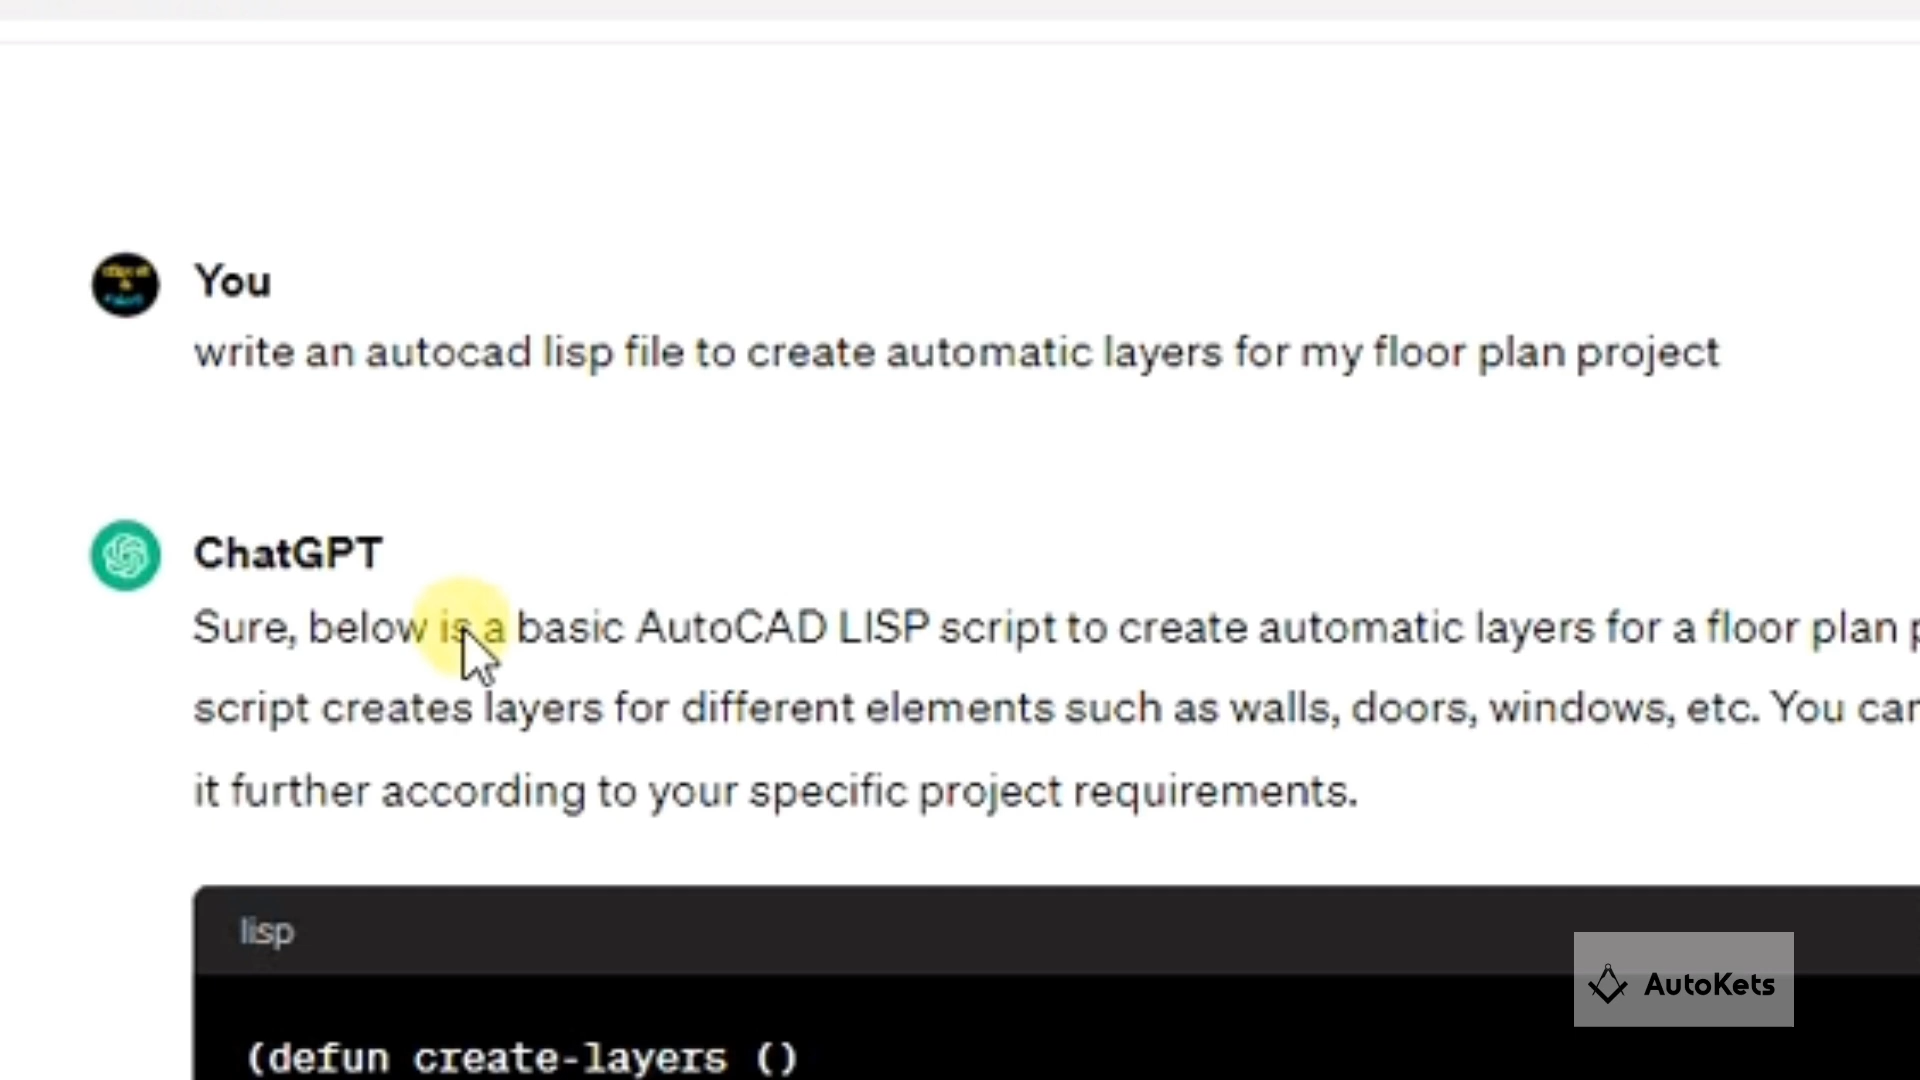 You
write an autocad lisp file to create automatic layers for my floor plan project
ChatGPT
Sure, below is a basic AutoCAD LISP script to create automatic layers for a floor plan
script creates layers for different elements such as walls, doors, windows, etc. You can
it further according to your specific project requirements.
lisp
(defun create-layers ()
AutoKets